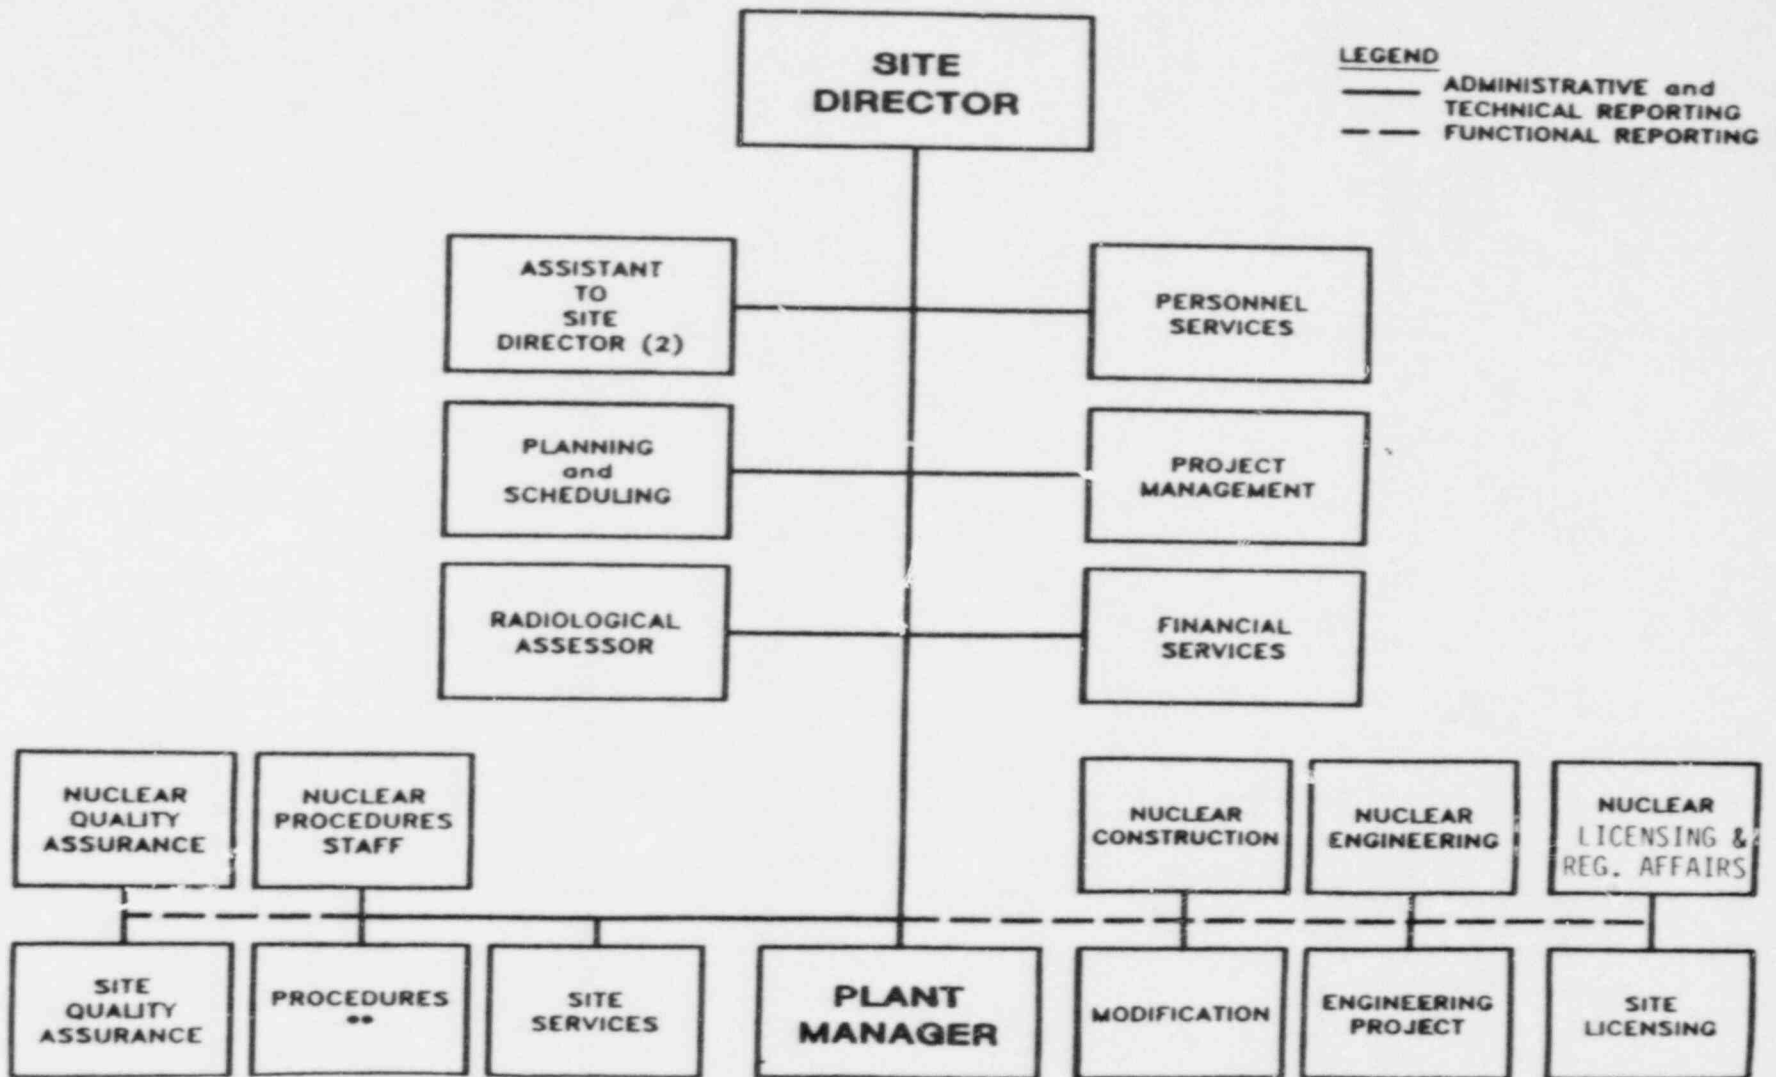 SITE
DIRECTOR
LEGEND
ADMINISTRATIVE and
TECHNICAL REPORTING
FUNCTIONAL REPORTING
ASSISTANT
TO
SITE
DIRECTOR (2)
PERSONNEL
SERVICES
PLANNING
and
SCHEDULING
PROJECT
MANAGEMENT
RADIOLOGICAL
ASSESSOR
FINANCIAL
SERVICES
NUCLEAR
QUALITY
ASSURANCE
NUCLEAR
PROCEDURES
STAFF
NUCLEAR
CONSTRUCTION
NUCLEAR
ENGINEERING
NUCLEAR
LICENSING &
REG. AFFAIRS
SITE
QUALITY
ASSURANCE
PROCEDURES
**
SITE
SERVICES
PLANT
MANAGER
MODIFICATION
ENGINEERING
PROJECT
SITE
LICENSING